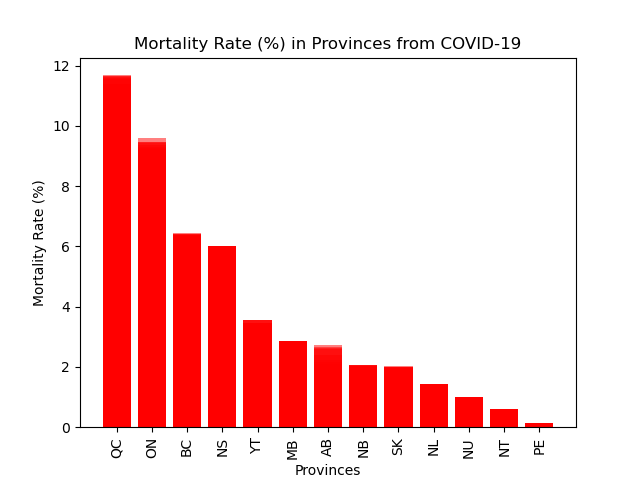 Mortality Rate (%) in Provinces from COVID-19
Mortality Rate (%)
12
10
8
6
4
2
0
QC ON BC NS YT MB AB NB SK NL NU NT PE
Provinces